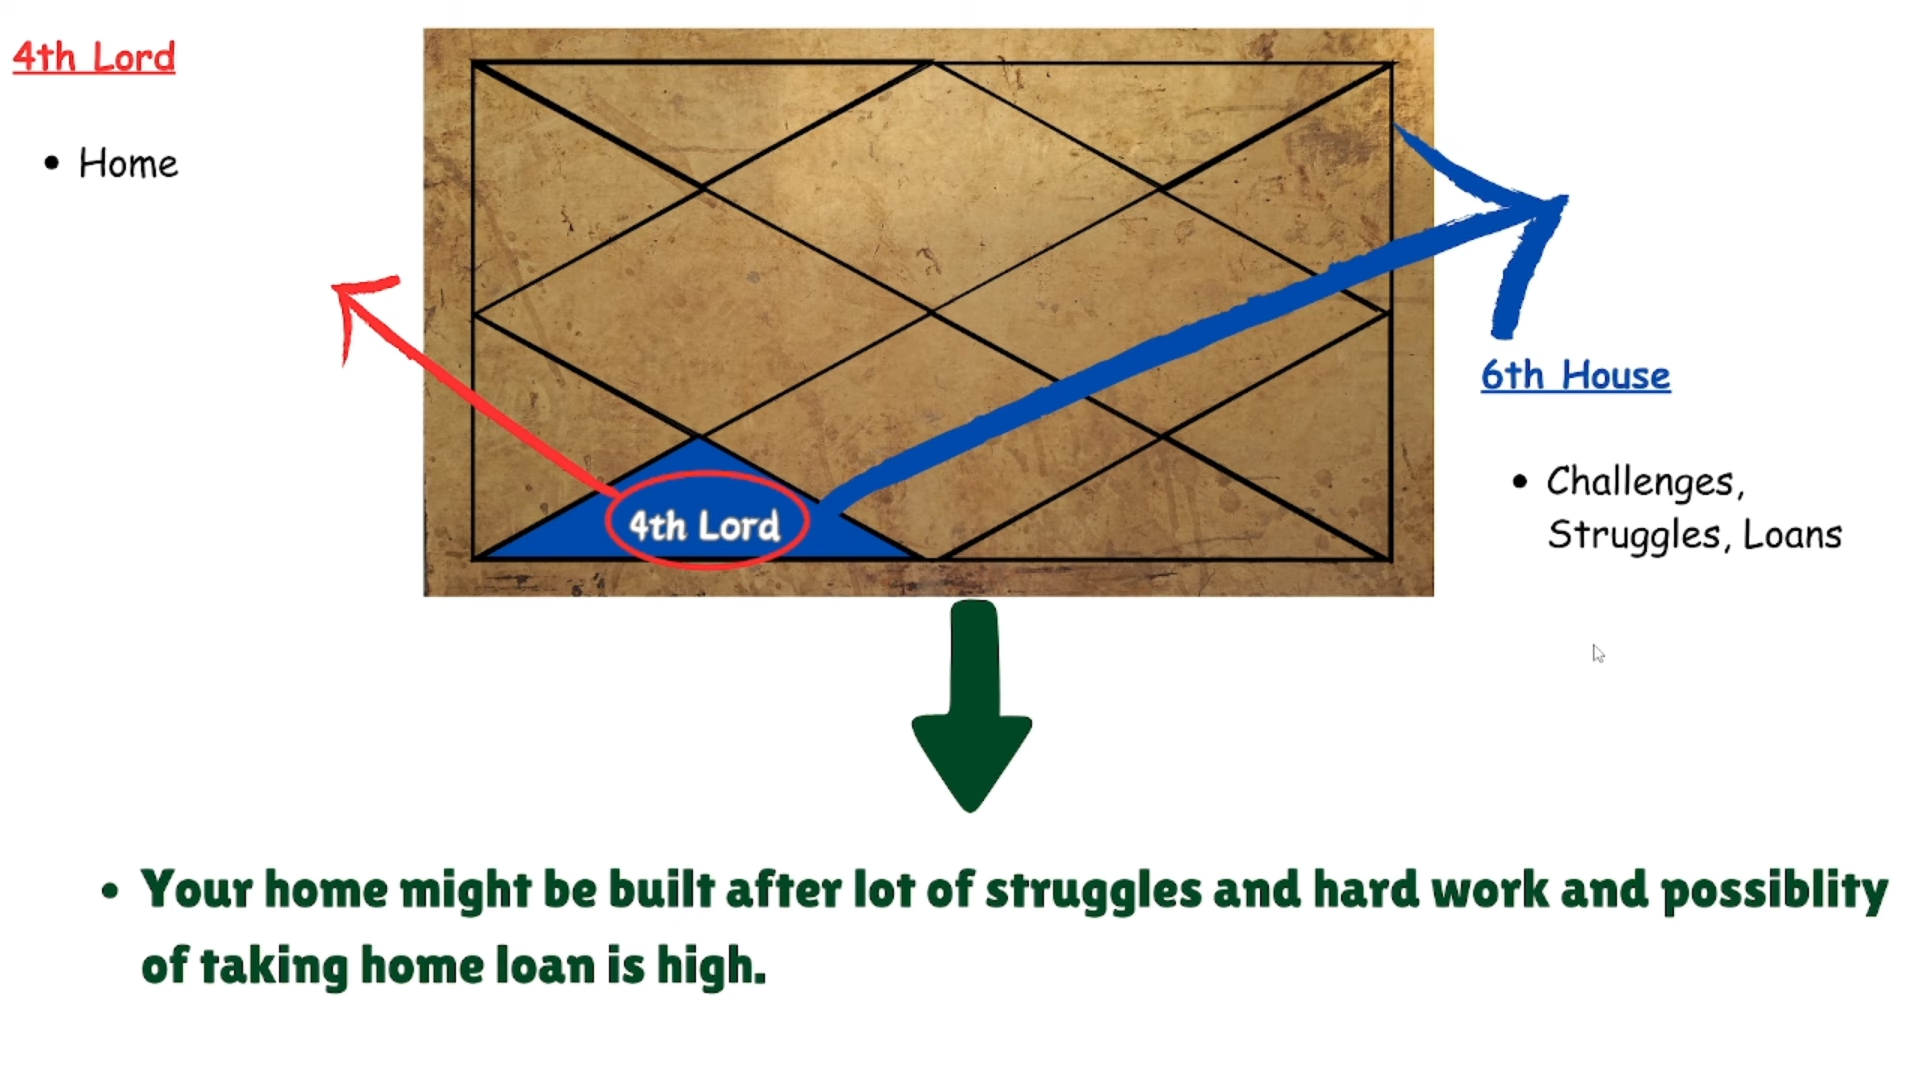 4th Lord
• Home
4th Lord
6th House
• Challenges,
Struggles, Loans
• Your home might be built after lot of struggles and hard work and possiblity
of taking home loan is high.